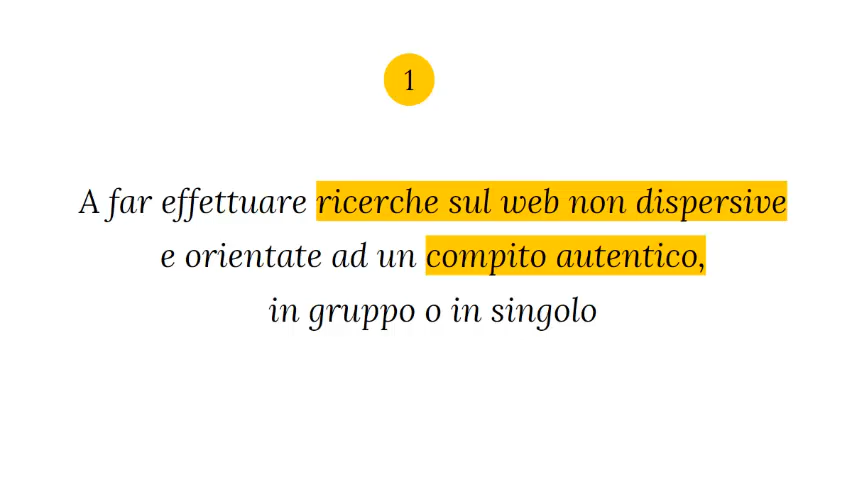 1
A far effettuare ricerche sul web non dispersive
e orientate ad un compito autentico,
in gruppo o in singolo